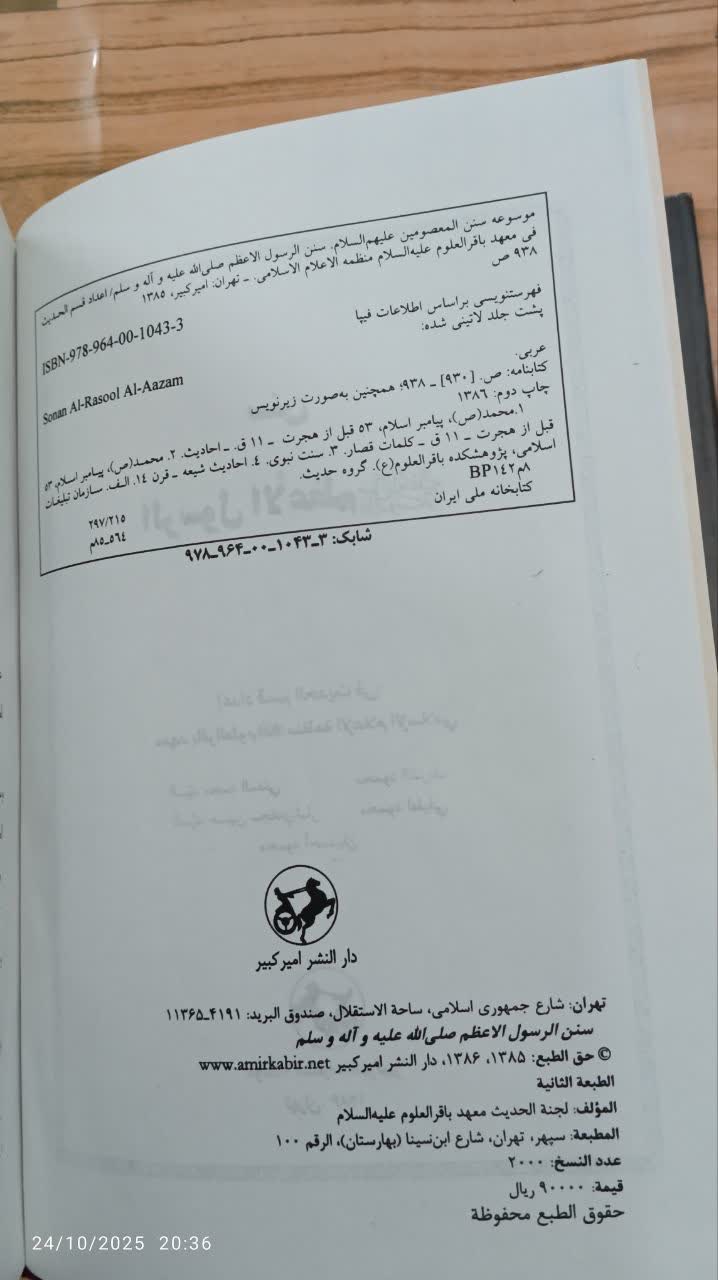 موسوعه سنن المعصومین علیهم‌السلام. سنن الرسول الاعظم صلی‌الله علیه و آله و سلم/ اعداد قسم الحدیث
فی معهد باقرالعلوم علیه‌السلام منظمه الاعلام الاسلامی. ـ تهران: امیرکبیر، ۱۳۸۵
۹۳۸ ص
ISBN-978-964-00-1043-3
فهرستنویسی براساس اطلاعات فیپا
پشت جلد لاتینی شده:
Sonan Al-Rasool Al-Aazam
عربی.
کتابنامه: ص. [۹۳۰] ـ ۹۳۸؛ همچنین به‌صورت زیرنویس
چاپ دوم: ۱۳۸۶
۱.محمد(ص)، پیامبر اسلام، ۵۳ قبل از هجرت ـ ۱۱ ق. ـ احادیث. ۲. محمد(ص)، پیامبر اسلام، ۵۳
قبل از هجرت ـ ۱۱ ق ـ کلمات قصار. ۳. سنت نبوی. ٤. احادیث شیعه ـ قرن ۱٤. الف. سازمان تبلیغات
اسلامی، پژوهشکده باقرالعلوم(ع). گروه حدیث.
۲۹۷/۲۱۵
BP۱٤۲م۸
م۸۵ـ۵٦٤
کتابخانه ملی ایران
شابک: ۳ـ۱۰۴۳ـ۰۰ـ۹۶۴ـ۹۷۸
دار النشر امیرکبیر
تهران: شارع جمهوری اسلامی، ساحة الاستقلال، صندوق البرید: ۴۱۹۱ـ۱۱۳۶۵
سنن الرسول الاعظم صلی‌الله علیه و آله و سلم
© حق الطبع: ۱۳۸۵، ۱۳۸۶، دار النشر امیرکبیر www.amirkabir.net
الطبعة الثانیة
المؤلف: لجنة الحدیث معهد باقرالعلوم علیه‌السلام
المطبعة: سپهر، تهران، شارع ابن‌سینا (بهارستان)، الرقم ۱۰۰
عدد النسخ: ۲۰۰۰
قیمة: ۹۰۰۰۰ ریال
حقوق الطبع محفوظة
24/10/2025 20:36